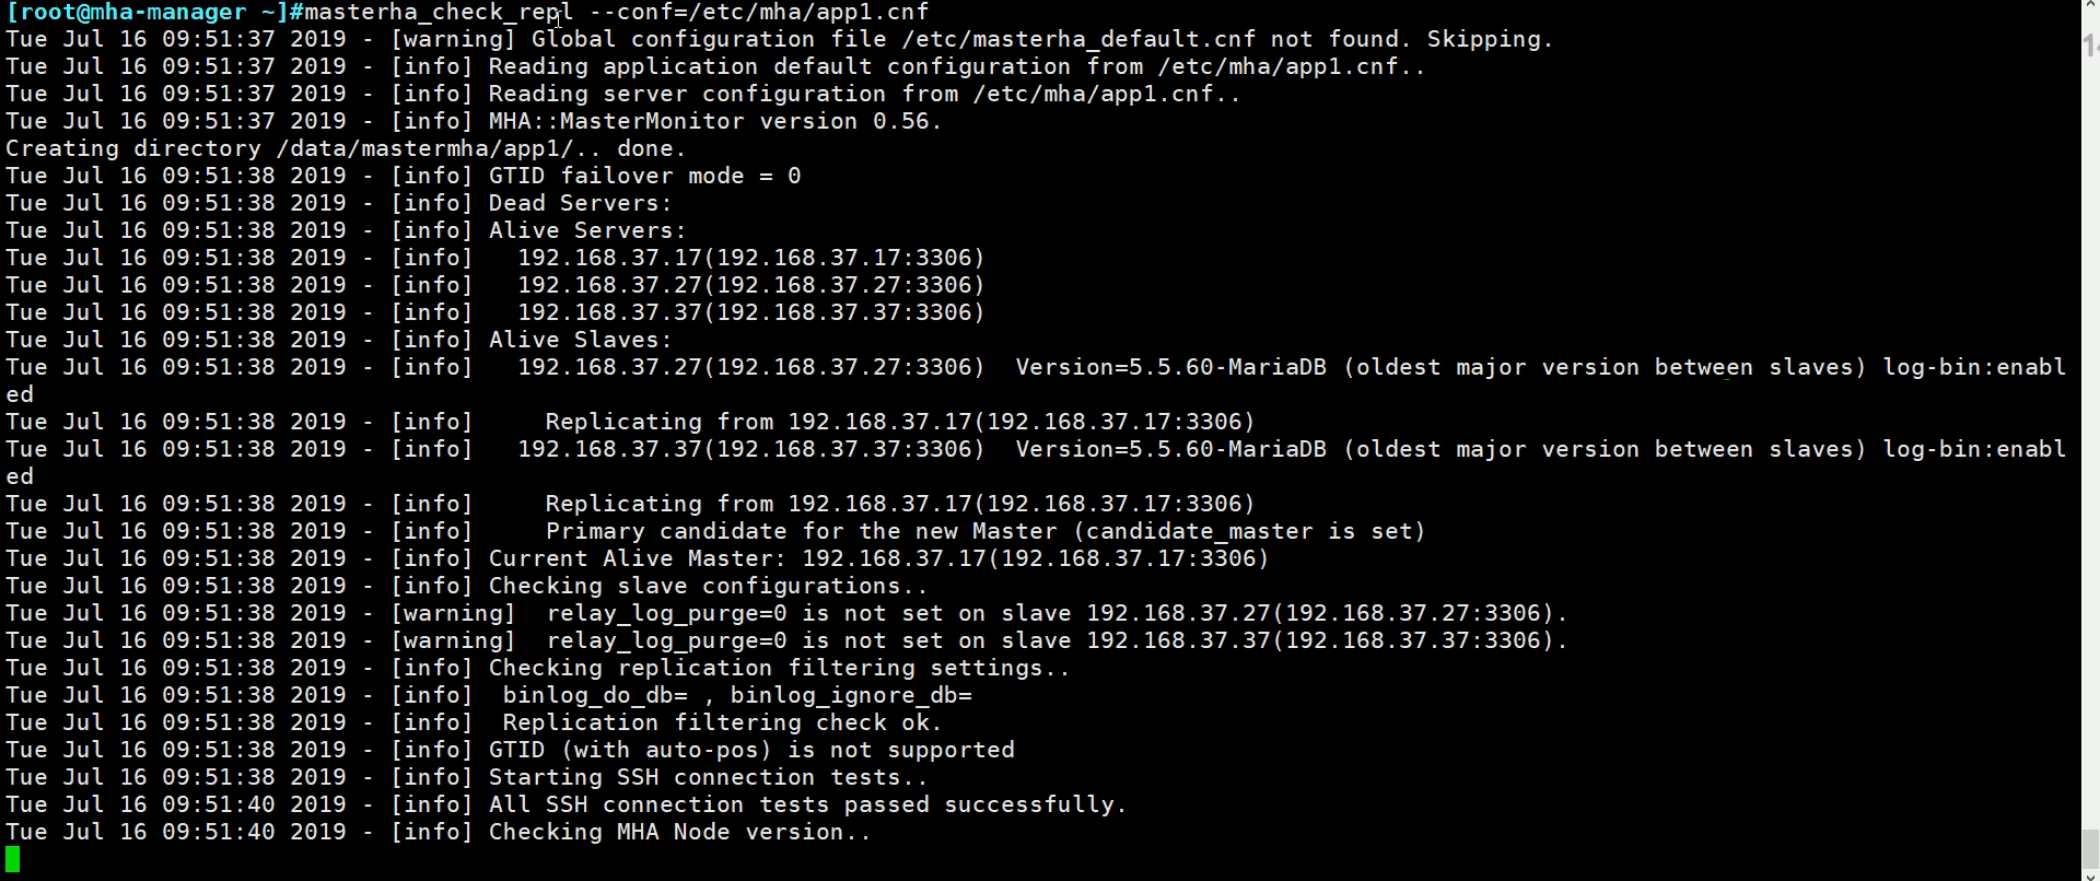 [root@mha-manager ~]#masterha_check_repl --conf=/etc/mha/app1.cnf
Tue Jul 16 09:51:37 2019 - [warning] Global configuration file /etc/masterha_default.cnf not found. Skipping.
Tue Jul 16 09:51:37 2019 - [info] Reading application default configuration from /etc/mha/app1.cnf..
Tue Jul 16 09:51:37 2019 - [info] Reading server configuration from /etc/mha/app1.cnf..
Tue Jul 16 09:51:37 2019 - [info] MHA::MasterMonitor version 0.56.
Creating directory /data/mastermha/app1/.. done.
Tue Jul 16 09:51:38 2019 - [info] GTID failover mode = 0
Tue Jul 16 09:51:38 2019 - [info] Dead Servers:
Tue Jul 16 09:51:38 2019 - [info] Alive Servers:
Tue Jul 16 09:51:38 2019 - [info]   192.168.37.17(192.168.37.17:3306)
Tue Jul 16 09:51:38 2019 - [info]   192.168.37.27(192.168.37.27:3306)
Tue Jul 16 09:51:38 2019 - [info]   192.168.37.37(192.168.37.37:3306)
Tue Jul 16 09:51:38 2019 - [info] Alive Slaves:
Tue Jul 16 09:51:38 2019 - [info]   192.168.37.27(192.168.37.27:3306)  Version=5.5.60-MariaDB (oldest major version between slaves) log-bin:enabl
ed
Tue Jul 16 09:51:38 2019 - [info]     Replicating from 192.168.37.17(192.168.37.17:3306)
Tue Jul 16 09:51:38 2019 - [info]   192.168.37.37(192.168.37.37:3306)  Version=5.5.60-MariaDB (oldest major version between slaves) log-bin:enabl
ed
Tue Jul 16 09:51:38 2019 - [info]     Replicating from 192.168.37.17(192.168.37.17:3306)
Tue Jul 16 09:51:38 2019 - [info]     Primary candidate for the new Master (candidate_master is set)
Tue Jul 16 09:51:38 2019 - [info] Current Alive Master: 192.168.37.17(192.168.37.17:3306)
Tue Jul 16 09:51:38 2019 - [info] Checking slave configurations..
Tue Jul 16 09:51:38 2019 - [warning]  relay_log_purge=0 is not set on slave 192.168.37.27(192.168.37.27:3306).
Tue Jul 16 09:51:38 2019 - [warning]  relay_log_purge=0 is not set on slave 192.168.37.37(192.168.37.37:3306).
Tue Jul 16 09:51:38 2019 - [info] Checking replication filtering settings..
Tue Jul 16 09:51:38 2019 - [info]  binlog_do_db= , binlog_ignore_db=
Tue Jul 16 09:51:38 2019 - [info]  Replication filtering check ok.
Tue Jul 16 09:51:38 2019 - [info] GTID (with auto-pos) is not supported
Tue Jul 16 09:51:38 2019 - [info] Starting SSH connection tests..
Tue Jul 16 09:51:40 2019 - [info] All SSH connection tests passed successfully.
Tue Jul 16 09:51:40 2019 - [info] Checking MHA Node version..